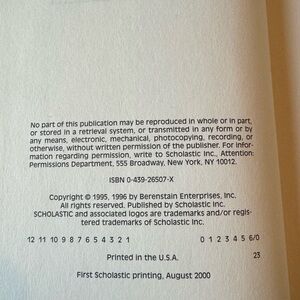 No part of this publication may be reproduced in whole or in part,
or stored in a retrieval system, or transmitted in any form or by
any means, electronic, mechanical, photocopying, recording, or
otherwise, without written permission of the publisher. For infor-
mation regarding permission, write to Scholastic Inc., Attention:
Permissions Department, 555 Broadway, New York, NY 10012.
ISBN 0-439-26507-X
Copyright © 1995, 1996 by Berenstain Enterprises, Inc.
All rights reserved. Published by Scholastic Inc.
SCHOLASTIC and associated logos are trademarks and/or regis-
tered trademarks of Scholastic Inc.
12 11 10 9 8 7 6 5 4 3 2 1 0 1 2 3 4 5 6/0
Printed in the U.S.A. 23
First Scholastic printing, August 2000